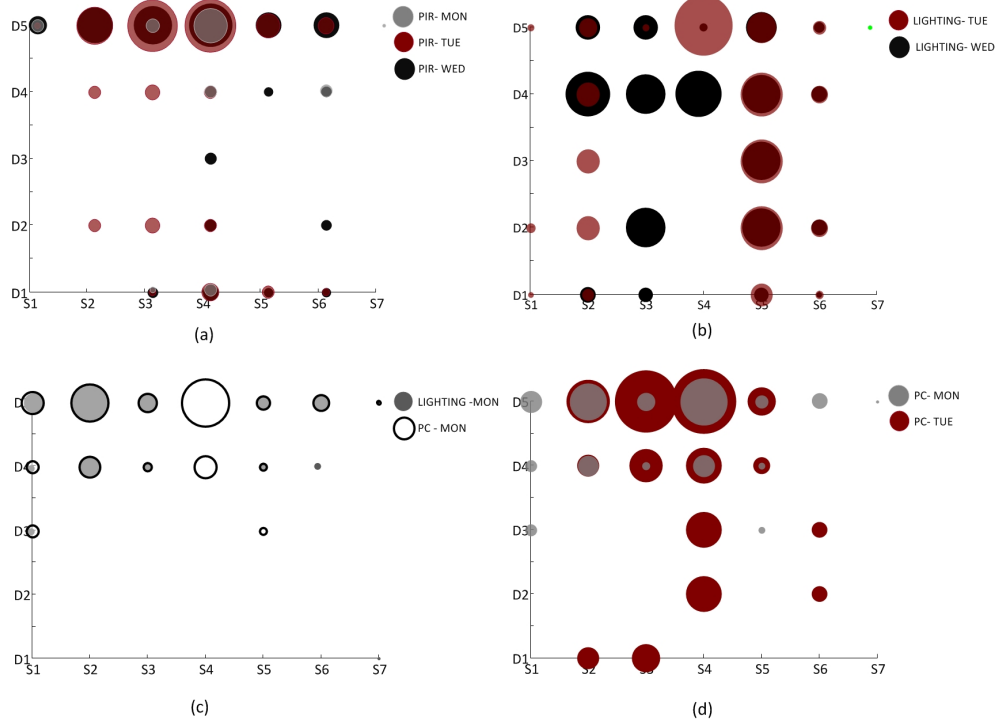 D5
D4
D3
D2
D1
S1
S2
S3
S4
S5
S6
S7
PIR- MON
PIR- TUE
PIR- WED
(a)
D5
D4
D3
D2
D1
S1
S2
S3
S4
S5
S6
S7
LIGHTING- TUE
LIGHTING- WED
(b)
D4
D3
D2
D1
S1
S2
S3
S4
S5
S6
S7
LIGHTING -MON
PC - MON
(c)
D5
D4
D3
D2
D1
S1
S2
S3
S4
S5
S6
S7
PC- MON
PC- TUE
(d)